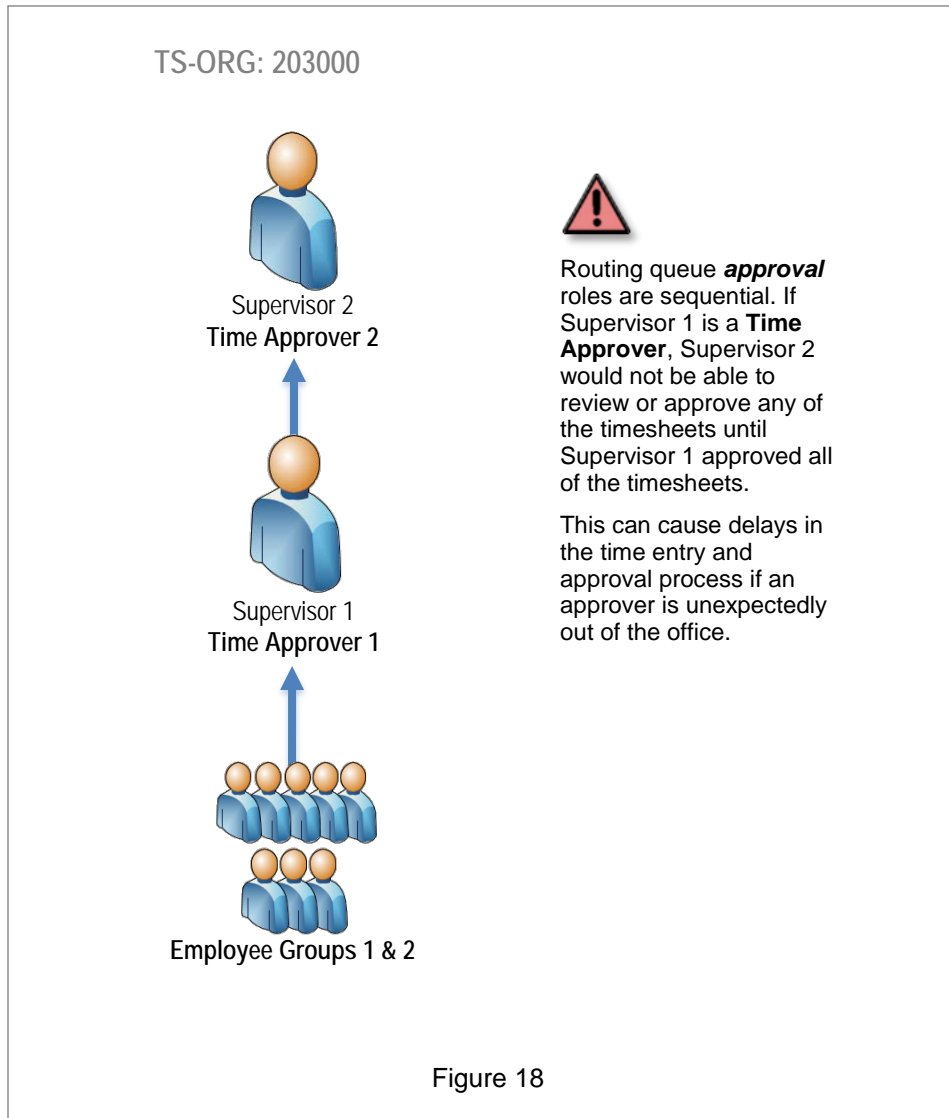 TS-ORG: 203000
Supervisor 2
Time Approver 2
Supervisor 1
Time Approver 1
Employee Groups 1 & 2
Routing queue approval
roles are sequential. If
Supervisor 1 is a Time
Approver, Supervisor 2
would not be able to
review or approve any of
the timesheets until
Supervisor 1 approved all
of the timesheets.
This can cause delays in
the time entry and
approval process if an
approver is unexpectedly
out of the office.
Figure 18